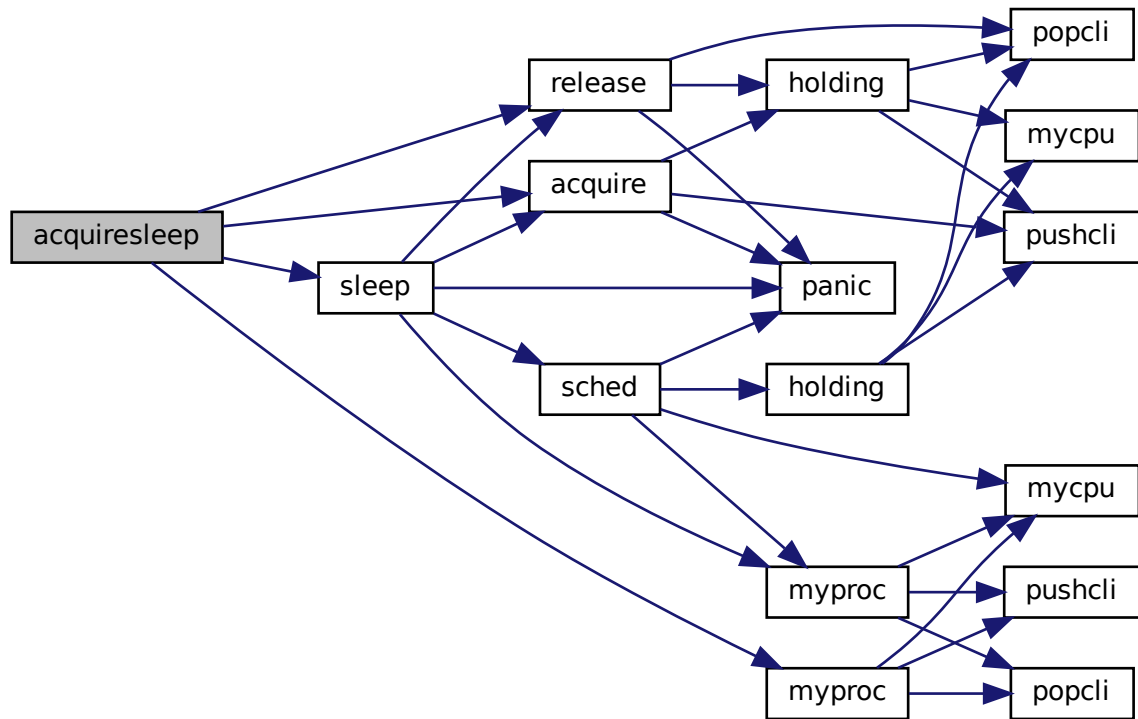 popcli
release
holding
mycpu
acquire
acquiresleep
pushcli
sleep
panic
sched
holding
mycpu
myproc
pushcli
myproc
popcli